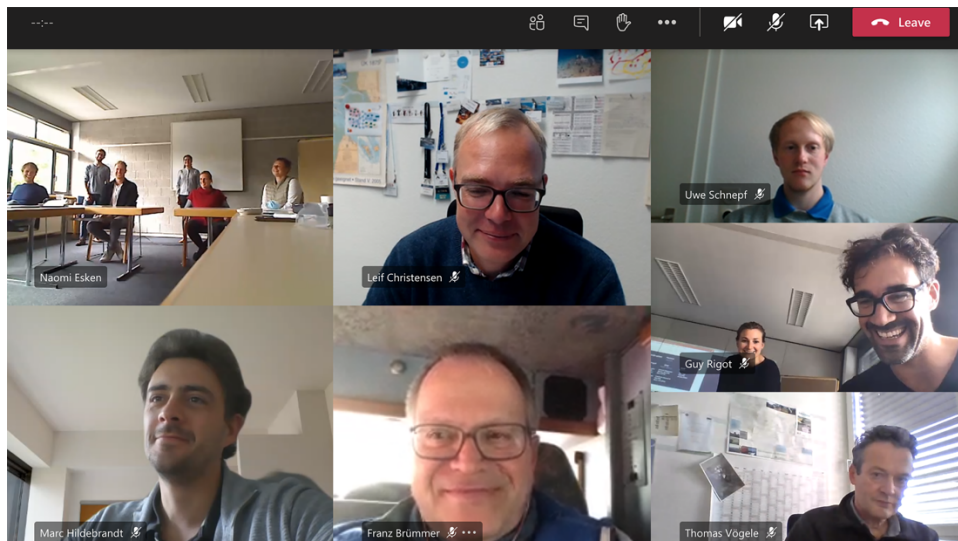 --:--
Leave
Naomi Esken
Leif Christensen
Uwe Schnepf
Guy Rigot
Marc Hildebrandt
Franz Brümmer
Thomas Vögele